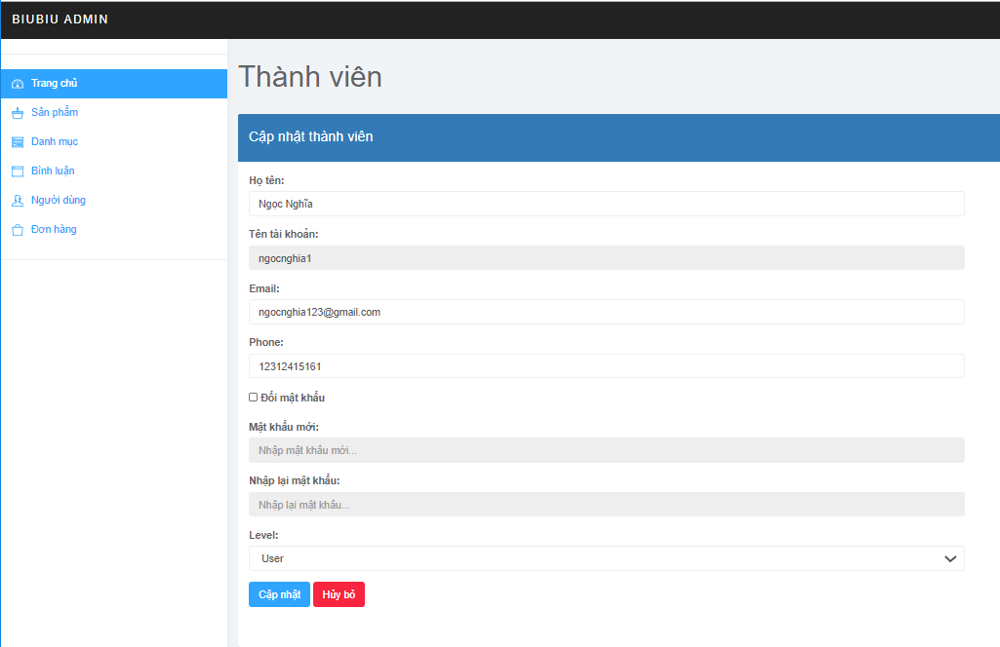 BIUBIU ADMIN
Trang chủ
Sản phẩm
Danh mục
Bình luận
Người dùng
Đơn hàng
Thành viên
Cập nhật thành viên
Họ tên:
Ngọc Nghĩa
Tên tài khoản:
ngocnghia1
Email:
ngocnghia123@gmail.com
Phone:
12312415161
Đổi mật khẩu
Mật khẩu mới:
Nhập mật khẩu mới...
Nhập lại mật khẩu:
Nhập lại mật khẩu...
Level:
User
Cập nhật Hủy bỏ